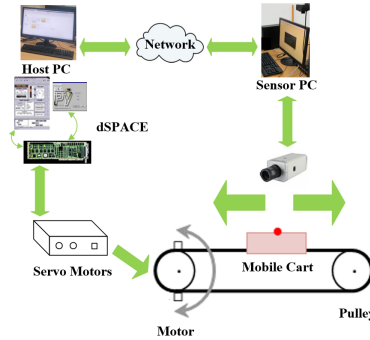 Network
Host PC
Sensor PC
dSPACE
Mobile Cart
Servo Motors
Pulley
Motor